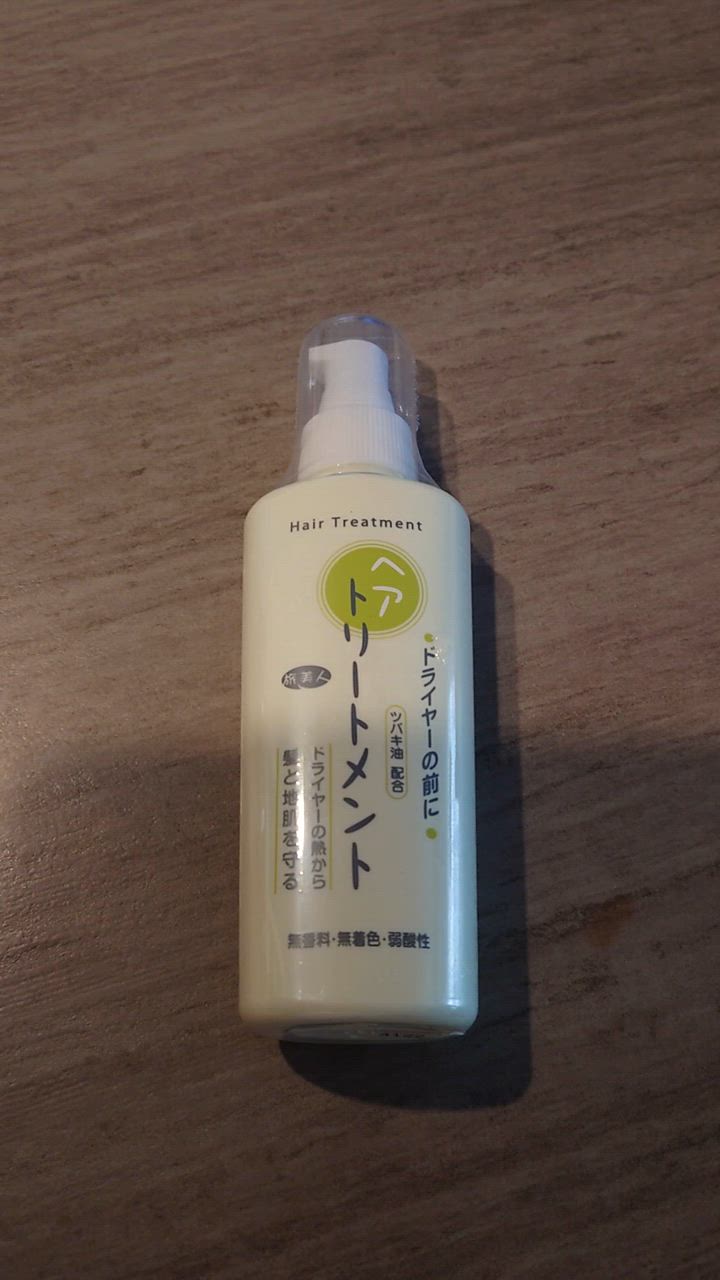 Hair Treatment
ヘア
トリートメント
ドライヤーの前に
ツバキ油 配合
旅美人
ドライヤーの熱から
髪と地肌を守る
無香料・無着色・弱酸性